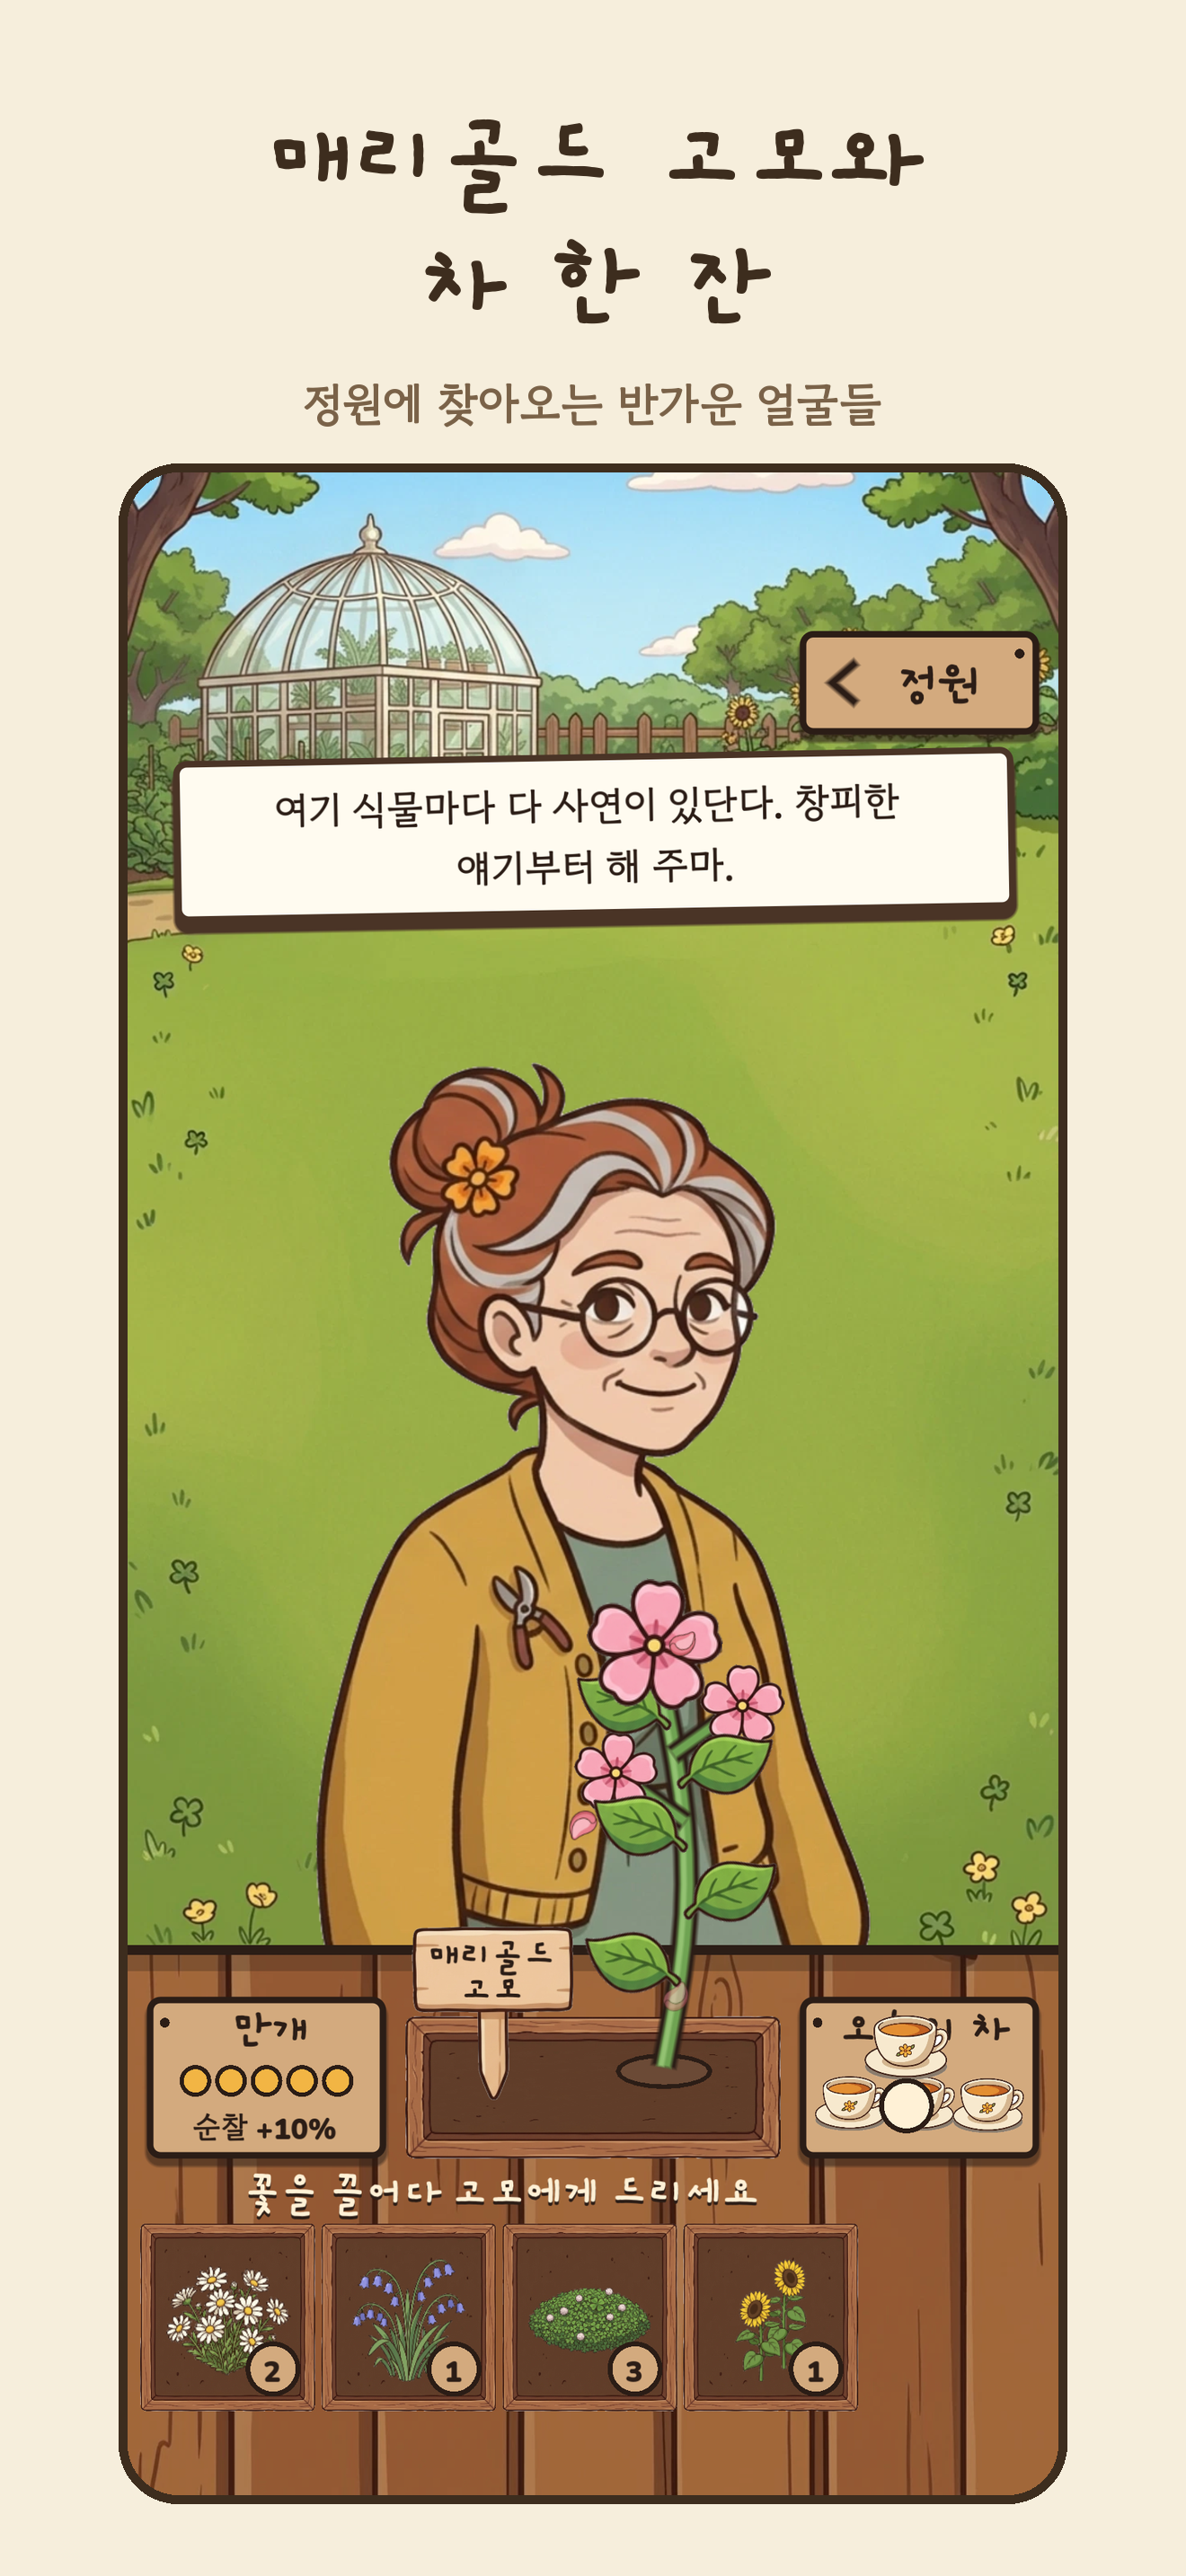 매리골드 고모와
차 한 잔
정원에 찾아오는 반가운 얼굴들
정원
여기 식물마다 다 사연이 있단다. 창피한
얘기부터 해 주마.
매리골드
고모
만개
순찰 +10%
차
꽃을 끌어다 고모에게 드리세요
2
1
3
1